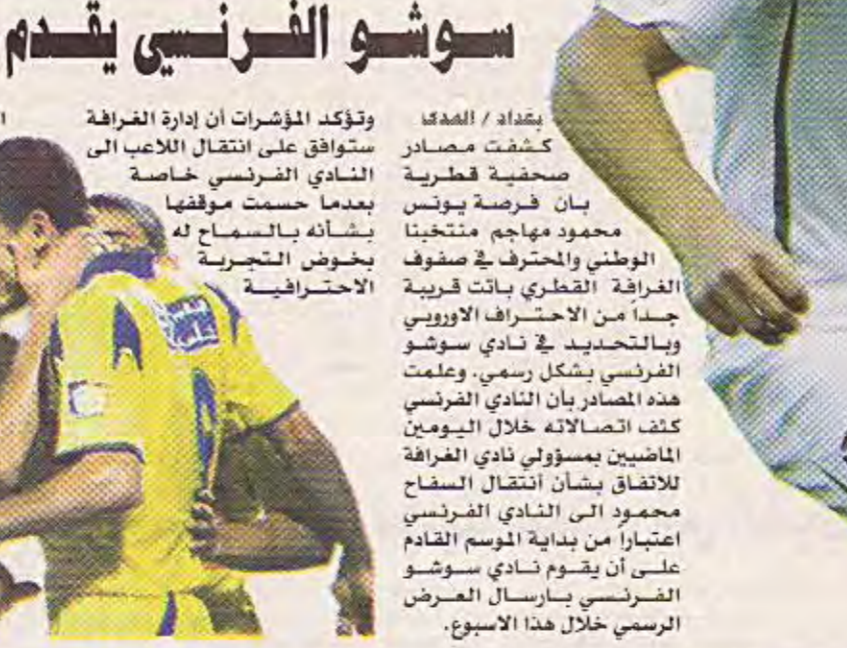 سوشو الفرنسي يقدم
بغداد / المدى
كشفت مصادر
صحفية قطرية
بان فرصة يونس
محمود مهاجم منتخبنا
الوطني والمحترف في صفوف
الغرافة القطري باتت قريبة
جداً من الاحتراف الاوروبي
وبالتحديد في نادي سوشو
الفرنسي بشكل رسمي. وعلمت
هذه المصادر بأن النادي الفرنسي
كثف اتصالاته خلال اليومين
الماضيين بمسؤولي نادي الغرافة
للاتفاق بشأن أنتقال السفاح
محمود الى النادي الفرنسي
اعتباراً من بداية الموسم القادم
على أن يقوم نادي سوشو
الفرنسي بارسال العرض
الرسمي خلال هذا الاسبوع.
وتؤكد المؤشرات أن إدارة الغرافة
ستوافق على انتقال اللاعب الى
النادي الفرنسي خاصة
بعدما حسمت موقفها
بشأنه بالسماح له
بخوض التجربة
الاحترافية